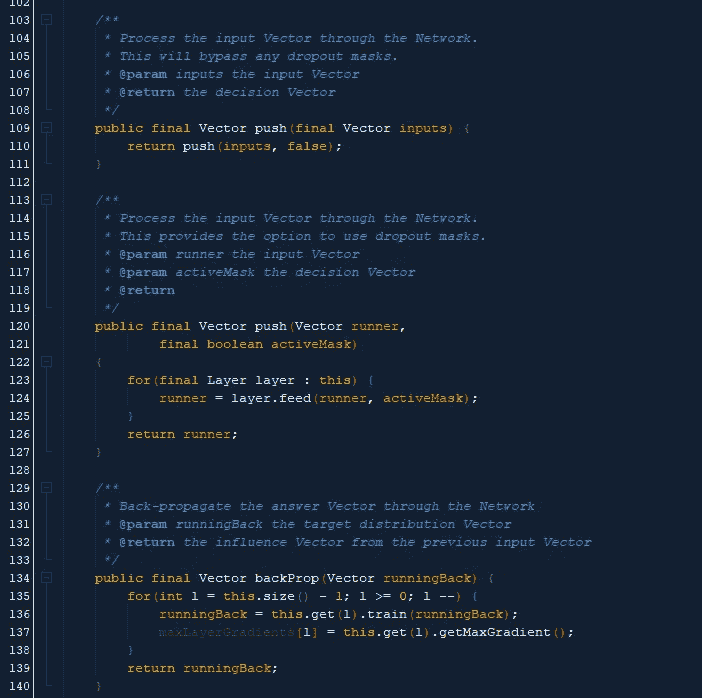 102
103 /**
104 * Process the input Vector through the Network.
105 * This will bypass any dropout masks.
106 * @param inputs the input Vector
107 * @return the decision Vector
108 */
109 public final Vector push(final Vector inputs) {
110 return push(inputs, false);
111 }
112
113 /**
114 * Process the input Vector through the Network.
115 * This provides the option to use dropout masks.
116 * @param runner the input Vector
117 * @param activeMask the decision Vector
118 * @return
119 */
120 public final Vector push(Vector runner,
121 final boolean activeMask)
122 {
123 for(final Layer layer : this) {
124 runner = layer.feed(runner, activeMask);
125 }
126 return runner;
127 }
128
129 /**
130 * Back-propagate the answer Vector through the Network
131 * @param runningBack the target distribution Vector
132 * @return the influence Vector from the previous input Vector
133 */
134 public final Vector backProp(Vector runningBack) {
135 for(int l = this.size() - 1; l >= 0; l --) {
136 runningBack = this.get(l).train(runningBack);
137 maxLayerGradients[l] = this.get(l).getMaxGradient();
138 }
139 return runningBack;
140 }